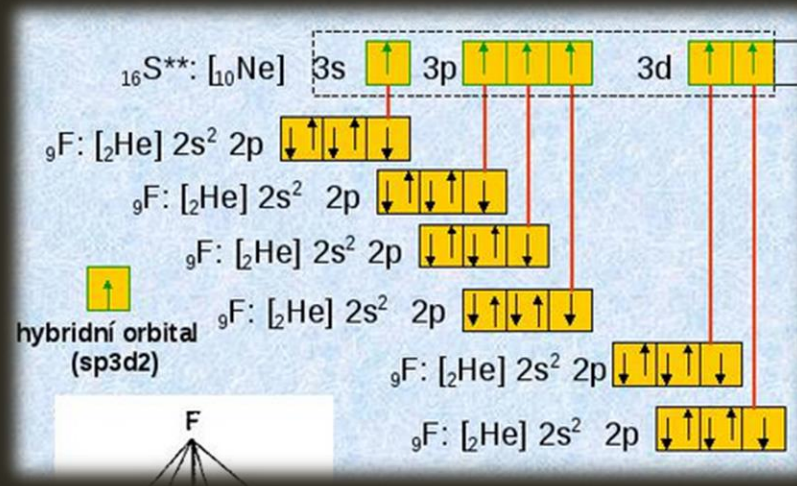 ₁₆S**: [₁₀Ne] 3s 3p 3d
₉F: [₂He] 2s² 2p
₉F: [₂He] 2s² 2p
₉F: [₂He] 2s² 2p
₉F: [₂He] 2s² 2p
hybridní orbital
(sp3d2)
₉F: [₂He] 2s² 2p
₉F: [₂He] 2s² 2p
F